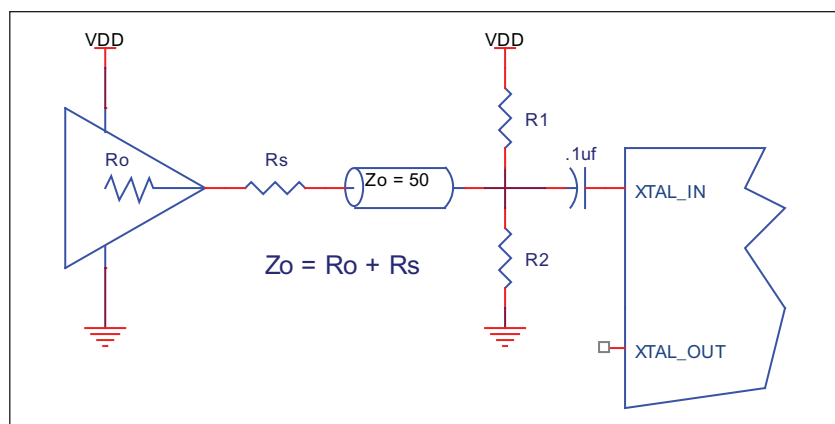 VDD
VDD
R1
Ro
Rs
.1uf
Zo = 50
XTAL_IN
R2
Zo = Ro + Rs
XTAL_OUT